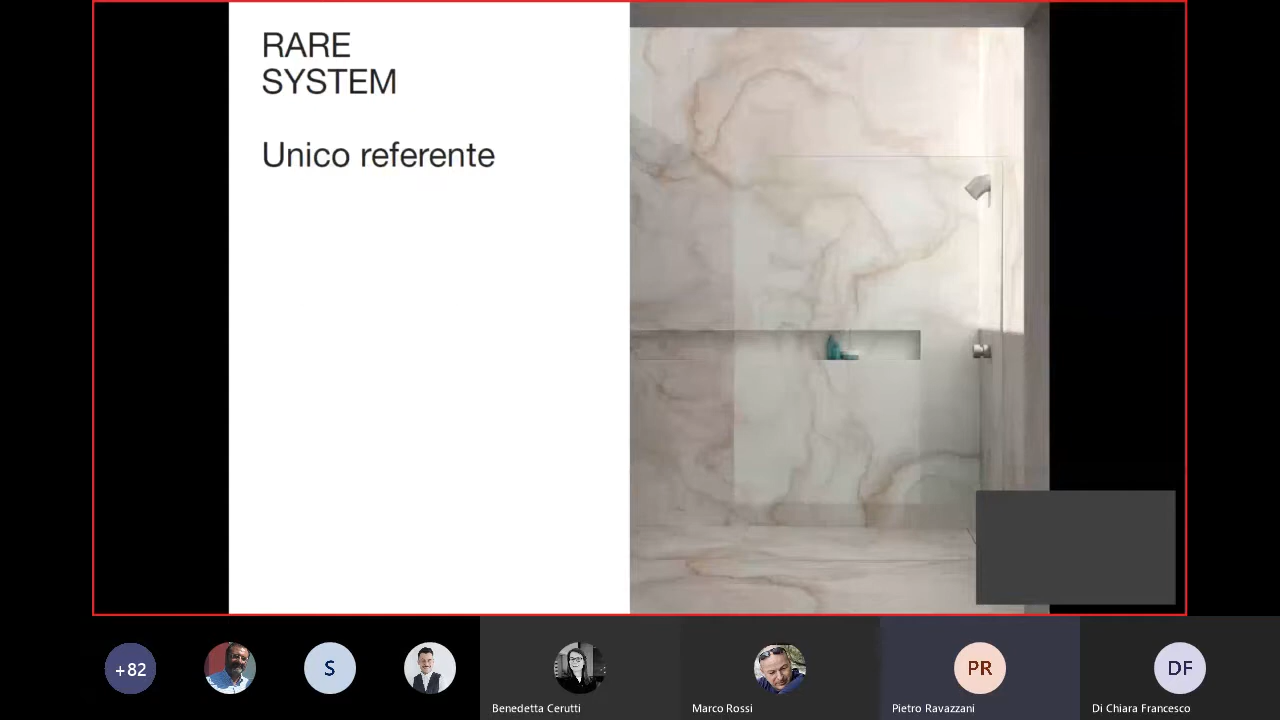 RARE
SYSTEM
Unico referente
+82
S
PR
DF
Benedetta Cerutti
Marco Rossi
Pietro Ravazzani
Di Chiara Francesco